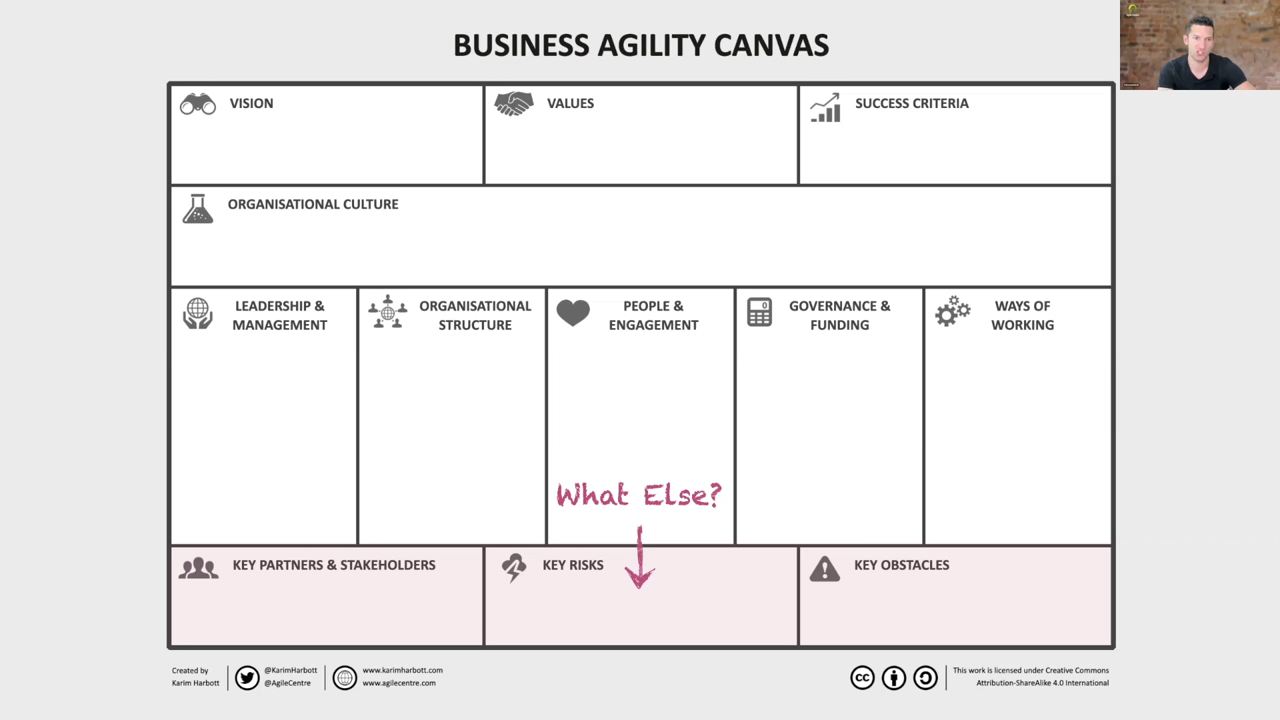 BUSINESS AGILITY CANVAS
VISION
VALUES
SUCCESS CRITERIA
ORGANISATIONAL CULTURE
LEADERSHIP &
MANAGEMENT
ORGANISATIONAL
STRUCTURE
PEOPLE &
ENGAGEMENT
GOVERNANCE &
FUNDING
WAYS OF
WORKING
What Else?
KEY PARTNERS & STAKEHOLDERS
KEY RISKS
KEY OBSTACLES
Created by
Karim Harbott
@KarimHarbott
@AgileCentre
www.karimharbott.com
www.agilecentre.com
cc
This work is licensed under Creative Commons
Attribution-ShareAlike 4.0 International